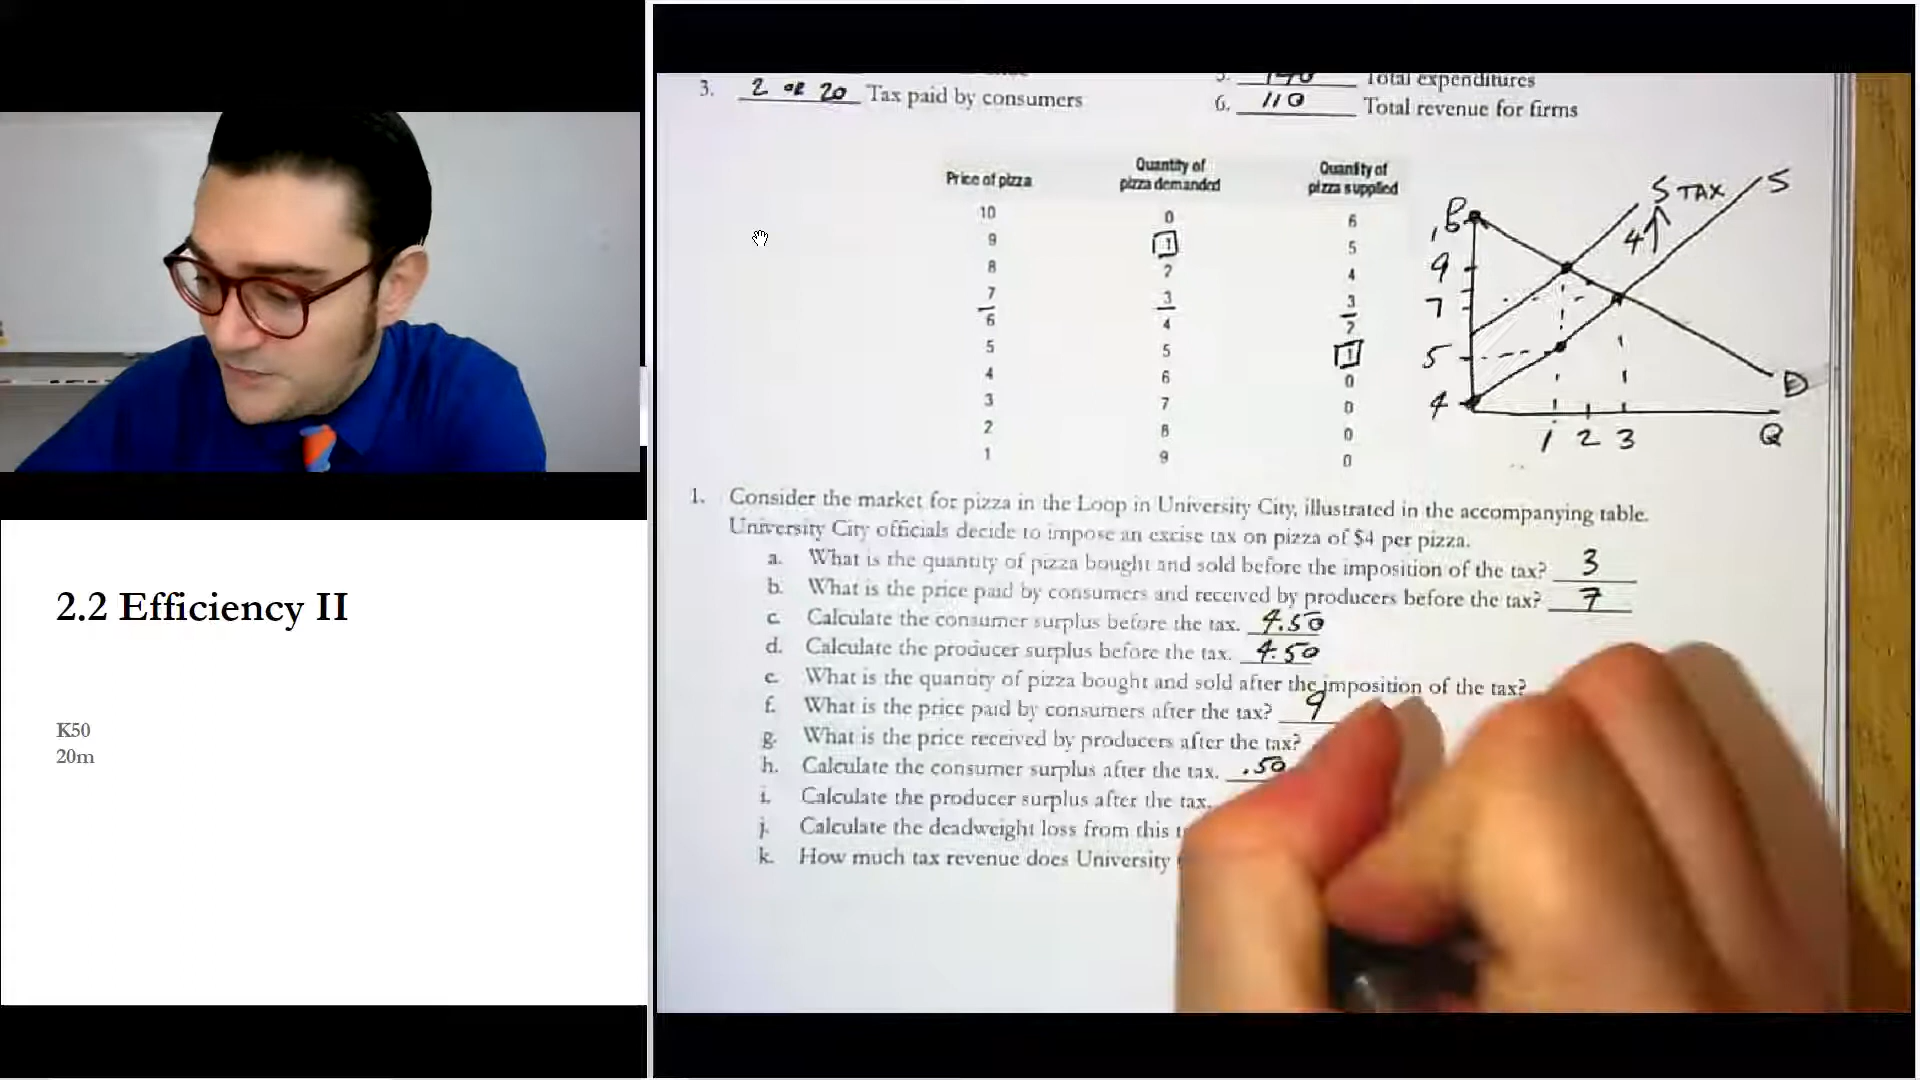 2.2 Efficiency II
K50
20m
3. 2 or 20 Tax paid by consumers
5. 140 Total expenditures
6. 110 Total revenue for firms
Price of pizza Quantity of pizza demanded Quantity of pizza supplied
10 0 6
9 1 5
8 2 4
7 3 3
6 4 2
5 5 1
4 6 0
3 7 0
2 8 0
1 9 0
P
9
7
5
4
S TAX
S
4
D
1 2 3 Q
1. Consider the market for pizza in the Loop in University City, illustrated in the accompanying table.
University City officials decide to impose an excise tax on pizza of $4 per pizza.
a. What is the quantity of pizza bought and sold before the imposition of the tax? 3
b. What is the price paid by consumers and received by producers before the tax? 7
c. Calculate the consumer surplus before the tax. 4.50
d. Calculate the producer surplus before the tax. 4.50
e. What is the quantity of pizza bought and sold after the imposition of the tax?
f. What is the price paid by consumers after the tax? 9
g. What is the price received by producers after the tax?
h. Calculate the consumer surplus after the tax. .50
i. Calculate the producer surplus after the tax.
j. Calculate the deadweight loss from this t
k. How much tax revenue does University